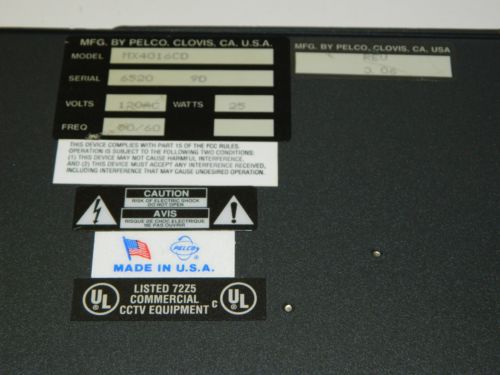 MFG. BY PELCO, CLOVIS, CA, U.S.A.
MODEL MX4016CD
SERIAL 6520 9D
VOLTS 120AC WATTS 25
FREQ 50/60
MFG. BY PELCO, CLOVIS, CA, USA
REV
2.08
THIS DEVICE COMPLIES WITH PART 15 OF THE FCC RULES.
OPERATION IS SUBJECT TO THE FOLLOWING TWO CONDITIONS:
(1) THIS DEVICE MAY NOT CAUSE HARMFUL INTERFERENCE.
(2) THIS DEVICE MUST ACCEPT ANY INTERFERENCE RECEIVED,
INCLUDING INTERFERENCE THAT MAY CAUSE UNDESIRED OPERATION.
CAUTION
RISK OF ELECTRIC SHOCK
DO NOT OPEN
AVIS
RISQUE DE CHOC ELECTRIQUE
NE PAS OUVRIR
PELCO
MADE IN U.S.A.
UL LISTED 72Z5
COMMERCIAL
CCTV EQUIPMENT C UL